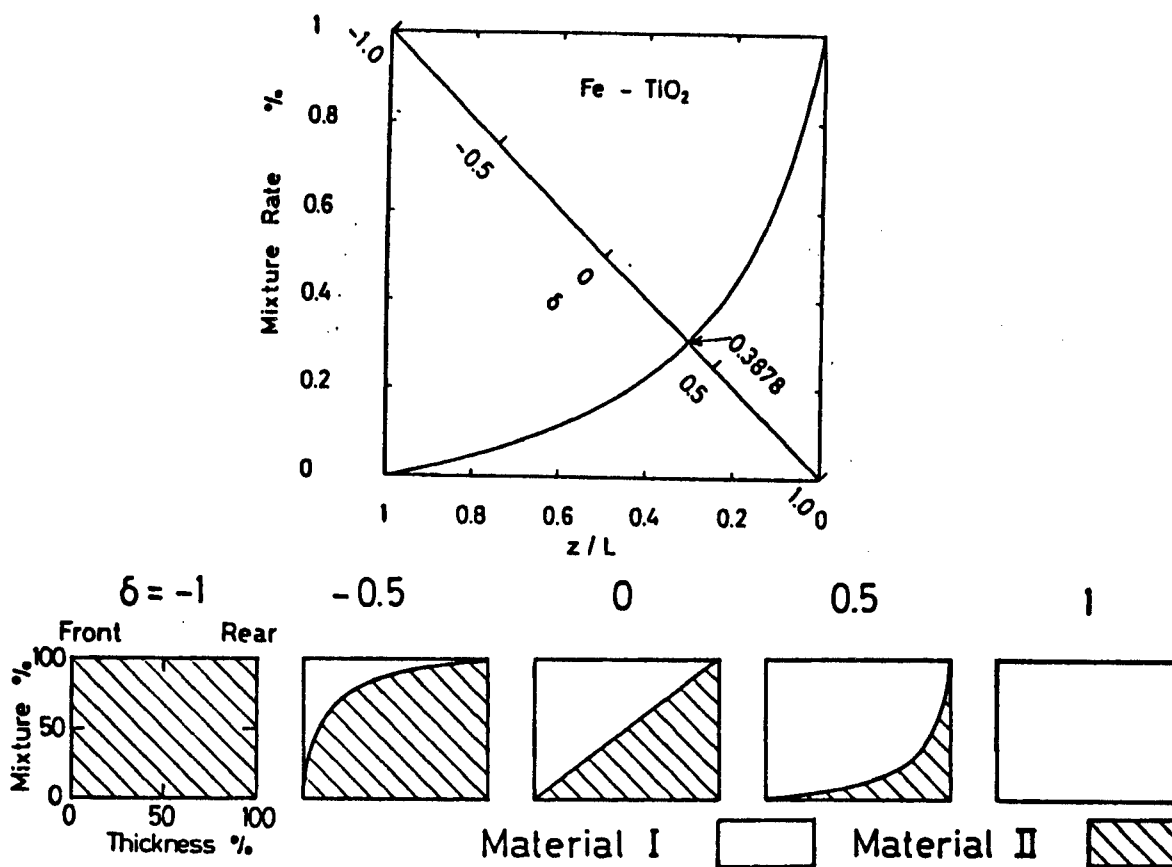 Fe - TiO₂
Mixture Rate %
1
0.8
0.6
0.4
0.2
0
-1.0
-0.5
0
δ
0.3878
0.5
1.0
1 0.8 0.6 0.4 0.2 0
z / L
δ = -1 -0.5 0 0.5 1
Front Rear
Mixture %
100
50
0
0 50 100
Thickness %
Material I Material II